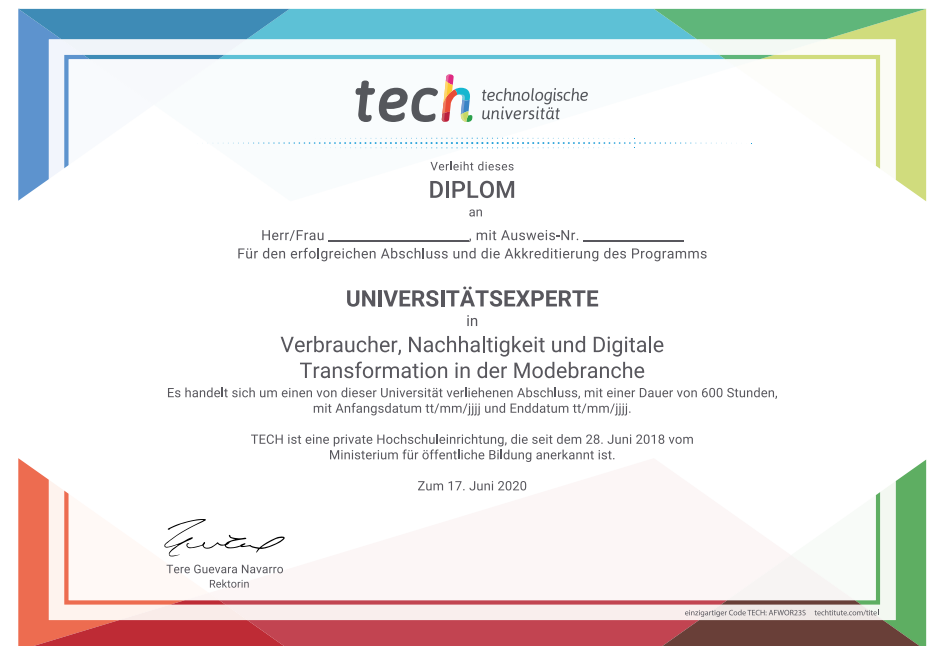 tech technologische
universität
Verleiht dieses
DIPLOM
an
Herr/Frau ____________________, mit Ausweis-Nr. ______________
Für den erfolgreichen Abschluss und die Akkreditierung des Programms
UNIVERSITÄTSEXPERTE
in
Verbraucher, Nachhaltigkeit und Digitale
Transformation in der Modebranche
Es handelt sich um einen von dieser Universität verliehenen Abschluss, mit einer Dauer von 600 Stunden,
mit Anfangsdatum tt/mm/jjjj und Enddatum tt/mm/jjjj.
TECH ist eine private Hochschuleinrichtung, die seit dem 28. Juni 2018 vom
Ministerium für öffentliche Bildung anerkannt ist.
Zum 17. Juni 2020
Tere Guevara Navarro
Rektorin
einzigartiger Code TECH: AFWOR235 techtitute.com/titel